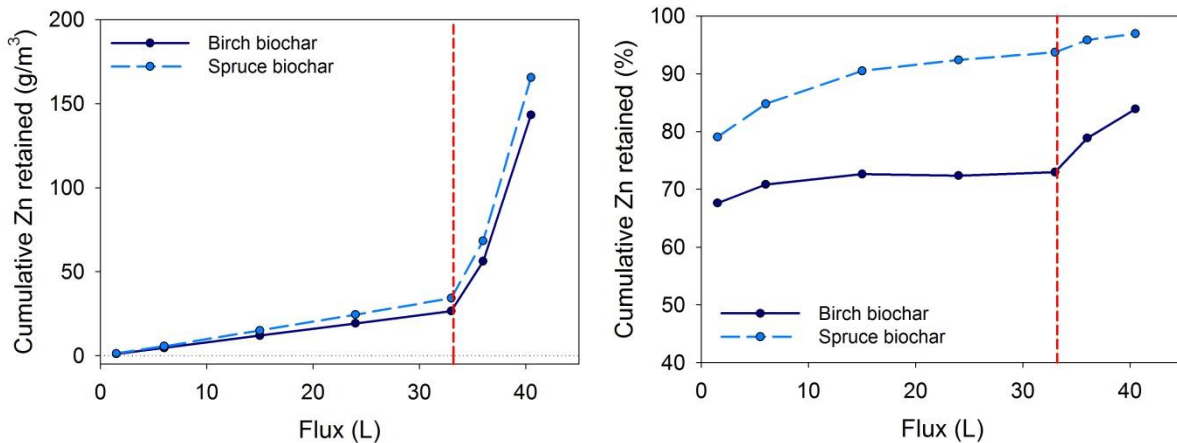 Cumulative Zn retained (g/m³)
200
150
100
50
0
Birch biochar
Spruce biochar
0 10 20 30 40
Flux (L)
Cumulative Zn retained (%)
100
90
80
70
60
50
40
Birch biochar
Spruce biochar
0 10 20 30 40
Flux (L)